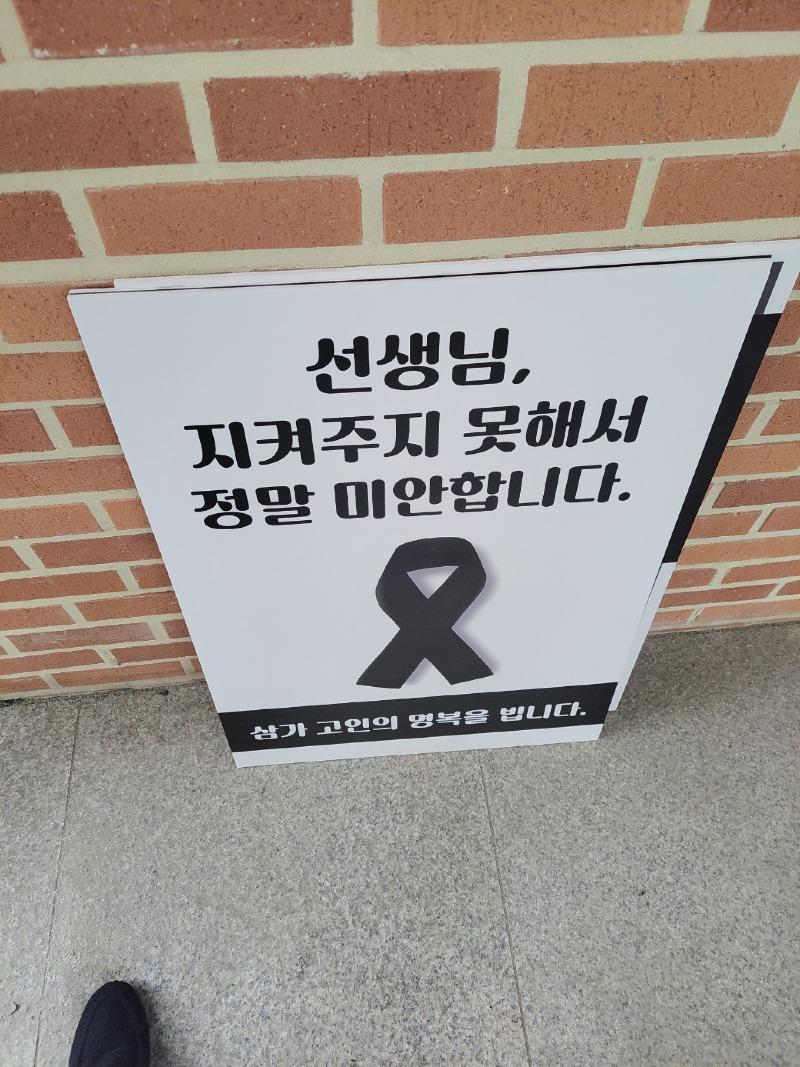 선생님,
지켜주지 못해서
정말 미안합니다.
삼가 고인의 명복을 빕니다.